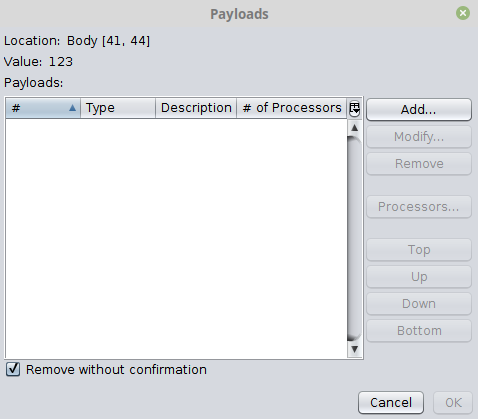 Payloads
Location: Body [41, 44]
Value: 123
Payloads:
# Type Description # of Processors
Add...
Modify...
Remove
Processors...
Top
Up
Down
Bottom
Remove without confirmation
Cancel OK